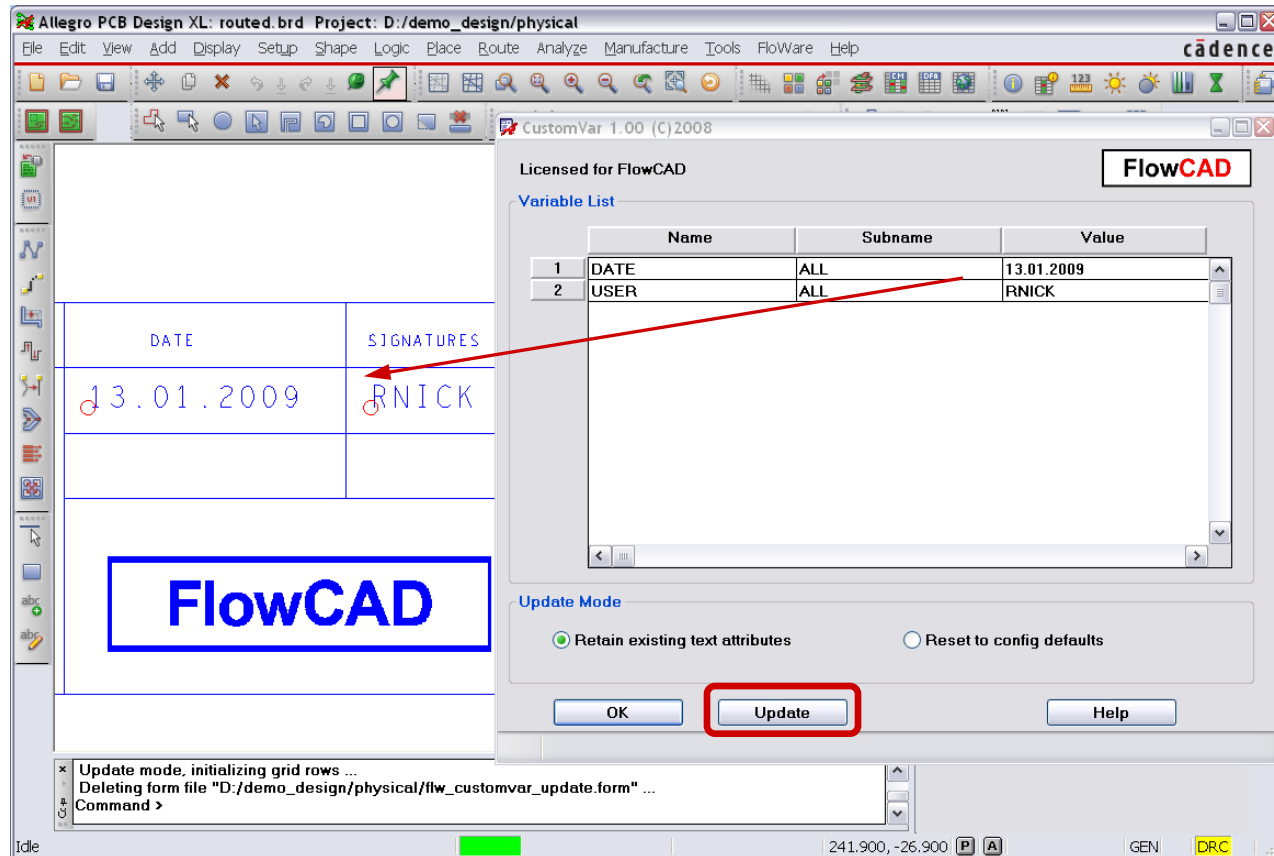 Allegro PCB Design XL: routed.brd Project: D:/demo_design/physical
File Edit View Add Display Setup Shape Logic Place Route Analyze Manufacture Tools FloWare Help
cādence
CustomVar 1.00 (C)2008
Licensed for FlowCAD
FlowCAD
Variable List
Name Subname Value
1 DATE ALL 13.01.2009
2 USER ALL RNICK
DATE SIGNATURES
13.01.2009 RNICK
FlowCAD
Update Mode
Retain existing text attributes Reset to config defaults
OK Update Help
Update mode, initializing grid rows ...
Deleting form file "D:/demo_design/physical/flw_customvar_update.form" ...
Command >
Idle 241.900, -26.900 P A GEN DRC